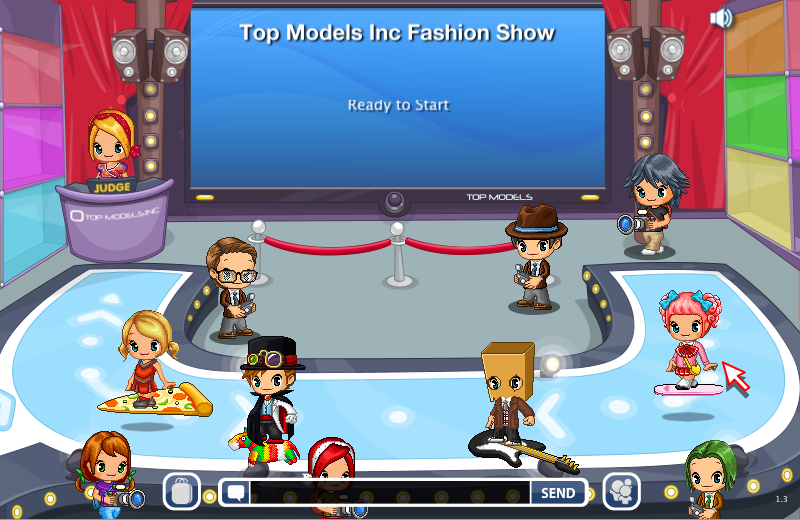 Top Models Inc Fashion Show
Ready to Start
JUDGE
TOP MODELS
TOP MODELS.INC
SEND
1.3